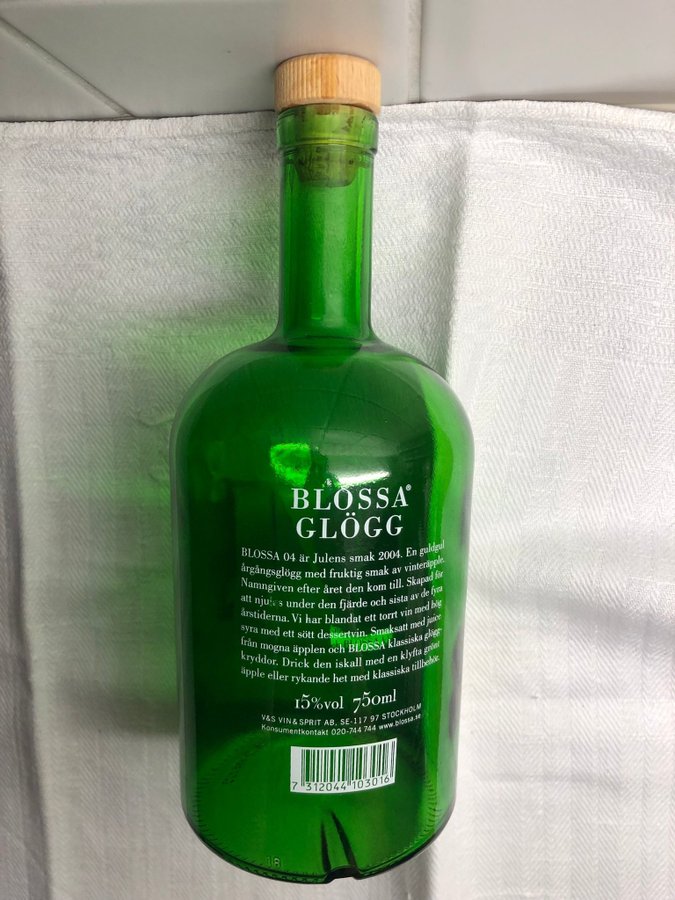 BLOSSA®
GLÖGG
BLOSSA 04 är Julens smak 2004. En guldgul
årgångsglögg med fruktig smak av vinteräpple.
Namngiven efter året den kom till. Skapad för
att njutas under den fjärde och sista av de fyra
årstiderna. Vi har blandat ett torrt vin med hög
syra med ett sött dessertvin. Smaksatt med juice
från mogna äpplen och BLOSSA klassiska glögg-
kryddor. Drick den iskall med en klyfta grönt
äpple eller rykande het med klassiska tillbehör.
15%vol 750ml
V&S VIN & SPRIT AB, SE-117 97 STOCKHOLM
Konsumentkontakt 020-744 744 www.blossa.se
7 312044 103016